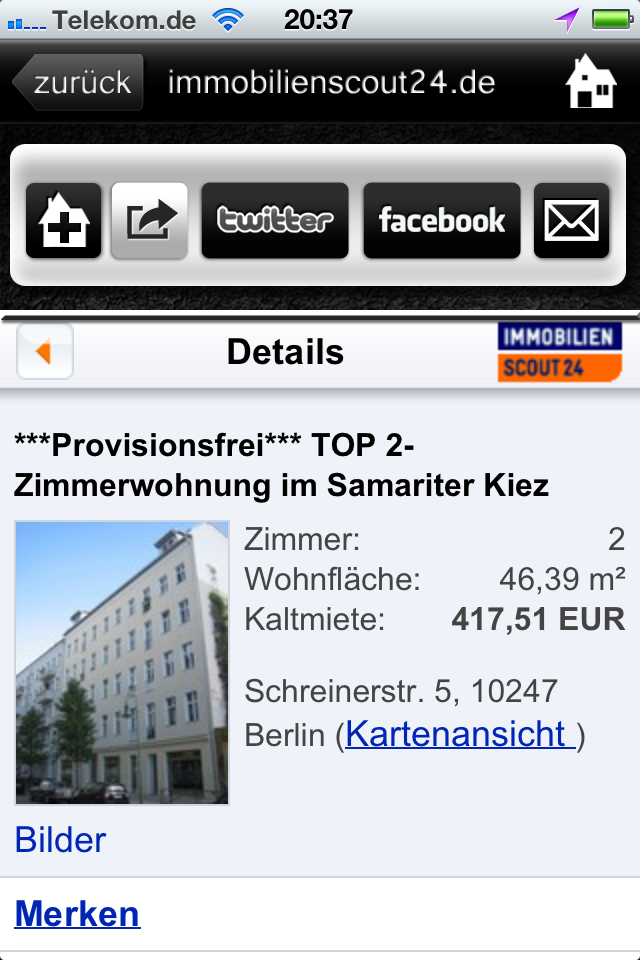 Telekom.de 20:37
zurück immobilienscout24.de
twitter facebook
Details
IMMOBILIEN
SCOUT24
***Provisionsfrei*** TOP 2-
Zimmerwohnung im Samariter Kiez
Zimmer: 2
Wohnfläche: 46,39 m²
Kaltmiete: 417,51 EUR
Schreinerstr. 5, 10247
Berlin (Kartenansicht )
Bilder
Merken